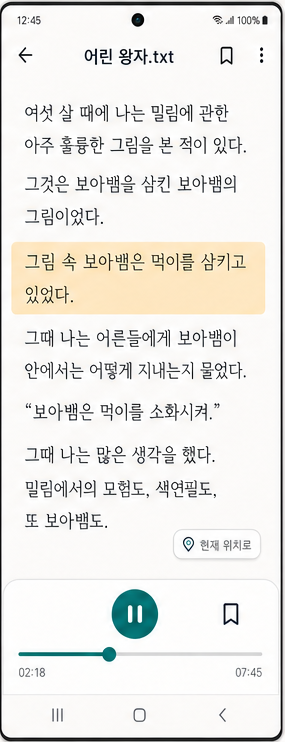 12:45 100%
어린 왕자.txt
여섯 살 때에 나는 밀림에 관한
아주 훌륭한 그림을 본 적이 있다.
그것은 보아뱀을 삼킨 보아뱀의
그림이었다.
그림 속 보아뱀은 먹이를 삼키고
있었다.
그때 나는 어른들에게 보아뱀이
안에서는 어떻게 지내는지 물었다.
“보아뱀은 먹이를 소화시켜.”
그때 나는 많은 생각을 했다.
밀림에서의 모험도, 색연필도,
또 보아뱀도.
현재 위치로
02:18 07:45